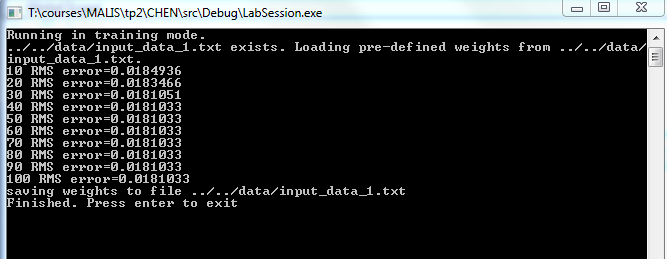 T:\courses\MALIS\tp2\CHEN\src\Debug\LabSession.exe
Running in training mode.
../../data/input_data_1.txt exists. Loading pre-defined weights from ../../data/
input_data_1.txt.
10 RMS error=0.0184936
20 RMS error=0.0183466
30 RMS error=0.0181051
40 RMS error=0.0181033
50 RMS error=0.0181033
60 RMS error=0.0181033
70 RMS error=0.0181033
80 RMS error=0.0181033
90 RMS error=0.0181033
100 RMS error=0.0181033
saving weights to file ../../data/input_data_1.txt
Finished. Press enter to exit